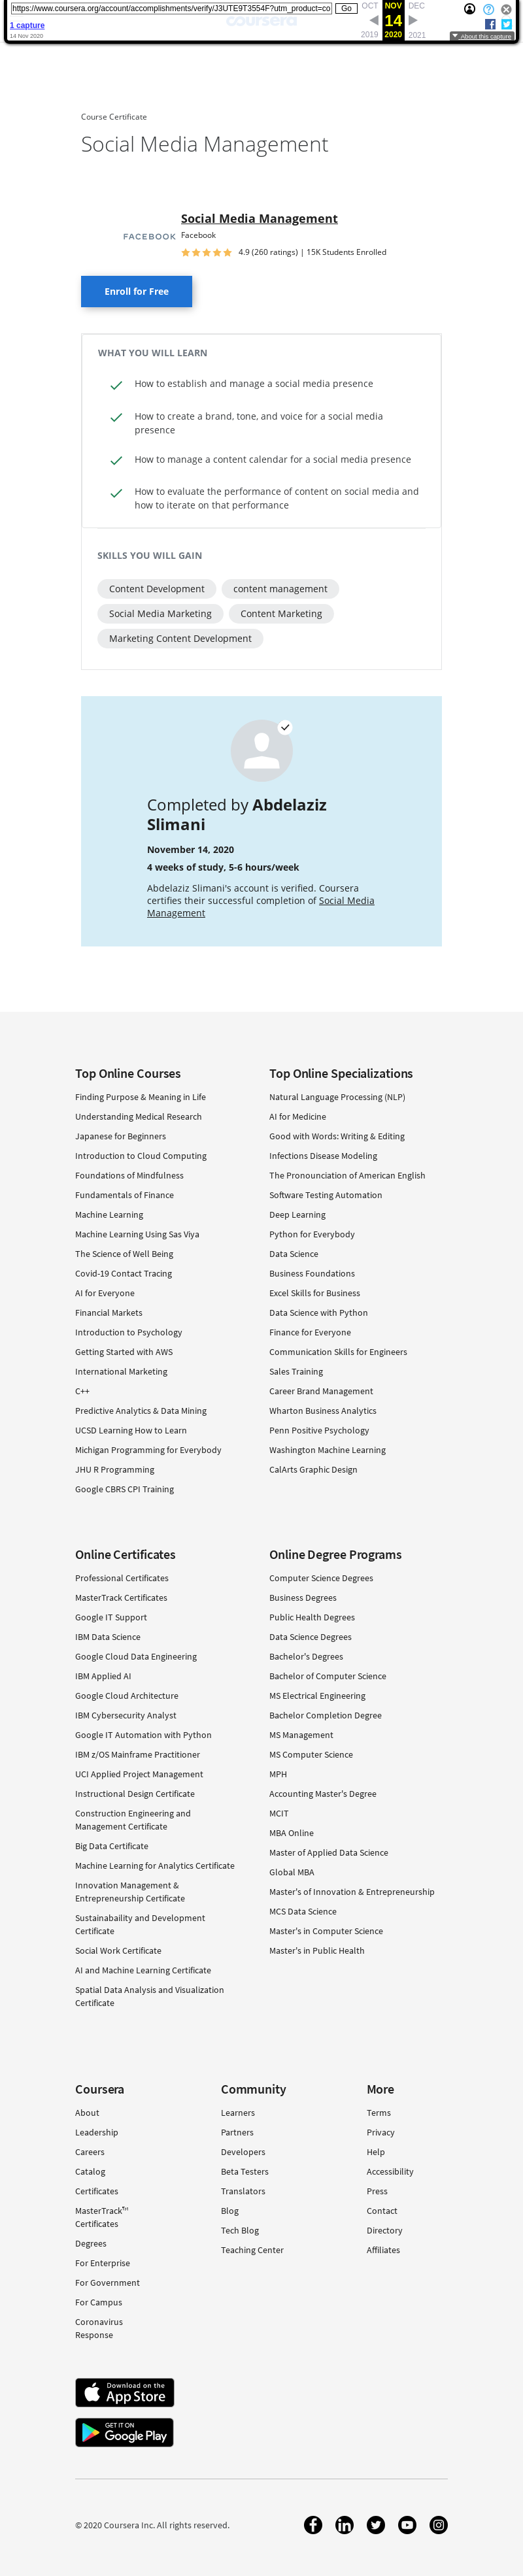 https://www.coursera.org/account/accomplishments/verify/J3UTE9T3554F?utm_product=co
Go
OCT NOV DEC
14
2019 2020 2021
1 capture
14 Nov 2020
About this capture
coursera
Course Certificate
Social Media Management
FACEBOOK
Social Media Management
Facebook
4.9 (260 ratings) | 15K Students Enrolled
Enroll for Free
WHAT YOU WILL LEARN
How to establish and manage a social media presence
How to create a brand, tone, and voice for a social media
presence
How to manage a content calendar for a social media presence
How to evaluate the performance of content on social media and
how to iterate on that performance
SKILLS YOU WILL GAIN
Content Development
content management
Social Media Marketing
Content Marketing
Marketing Content Development
Completed by Abdelaziz
Slimani
November 14, 2020
4 weeks of study, 5-6 hours/week
Abdelaziz Slimani's account is verified. Coursera
certifies their successful completion of Social Media
Management
Top Online Courses
Finding Purpose & Meaning in Life
Understanding Medical Research
Japanese for Beginners
Introduction to Cloud Computing
Foundations of Mindfulness
Fundamentals of Finance
Machine Learning
Machine Learning Using Sas Viya
The Science of Well Being
Covid-19 Contact Tracing
AI for Everyone
Financial Markets
Introduction to Psychology
Getting Started with AWS
International Marketing
C++
Predictive Analytics & Data Mining
UCSD Learning How to Learn
Michigan Programming for Everybody
JHU R Programming
Google CBRS CPI Training
Top Online Specializations
Natural Language Processing (NLP)
AI for Medicine
Good with Words: Writing & Editing
Infections Disease Modeling
The Pronounciation of American English
Software Testing Automation
Deep Learning
Python for Everybody
Data Science
Business Foundations
Excel Skills for Business
Data Science with Python
Finance for Everyone
Communication Skills for Engineers
Sales Training
Career Brand Management
Wharton Business Analytics
Penn Positive Psychology
Washington Machine Learning
CalArts Graphic Design
Online Certificates
Professional Certificates
MasterTrack Certificates
Google IT Support
IBM Data Science
Google Cloud Data Engineering
IBM Applied AI
Google Cloud Architecture
IBM Cybersecurity Analyst
Google IT Automation with Python
IBM z/OS Mainframe Practitioner
UCI Applied Project Management
Instructional Design Certificate
Construction Engineering and
Management Certificate
Big Data Certificate
Machine Learning for Analytics Certificate
Innovation Management &
Entrepreneurship Certificate
Sustainabaility and Development
Certificate
Social Work Certificate
AI and Machine Learning Certificate
Spatial Data Analysis and Visualization
Certificate
Online Degree Programs
Computer Science Degrees
Business Degrees
Public Health Degrees
Data Science Degrees
Bachelor's Degrees
Bachelor of Computer Science
MS Electrical Engineering
Bachelor Completion Degree
MS Management
MS Computer Science
MPH
Accounting Master's Degree
MCIT
MBA Online
Master of Applied Data Science
Global MBA
Master's of Innovation & Entrepreneurship
MCS Data Science
Master's in Computer Science
Master's in Public Health
Coursera
About
Leadership
Careers
Catalog
Certificates
MasterTrack™
Certificates
Degrees
For Enterprise
For Government
For Campus
Coronavirus
Response
Community
Learners
Partners
Developers
Beta Testers
Translators
Blog
Tech Blog
Teaching Center
More
Terms
Privacy
Help
Accessibility
Press
Contact
Directory
Affiliates
Download on the
App Store
GET IT ON
Google Play
© 2020 Coursera Inc. All rights reserved.